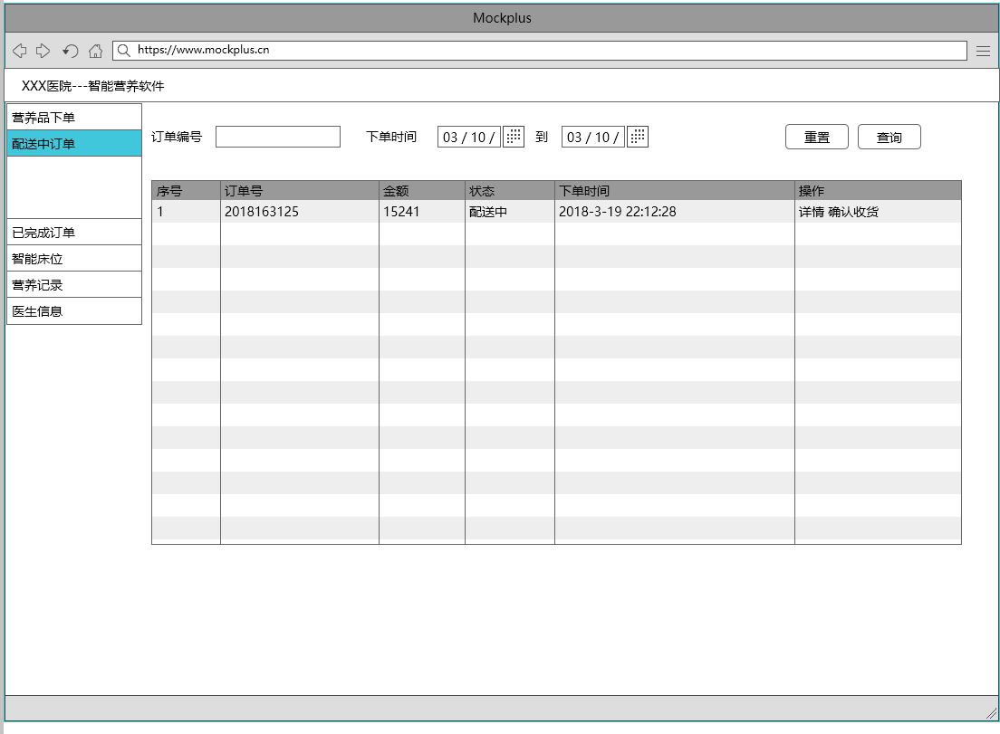 Mockplus
https://www.mockplus.cn
XXX医院---智能营养软件
营养品下单
配送中订单
已完成订单
智能床位
营养记录
医生信息
订单编号 下单时间 03 / 10 / 到 03 / 10 / 重置 查询
序号 订单号 金额 状态 下单时间 操作
1 2018163125 15241 配送中 2018-3-19 22:12:28 详情 确认收货